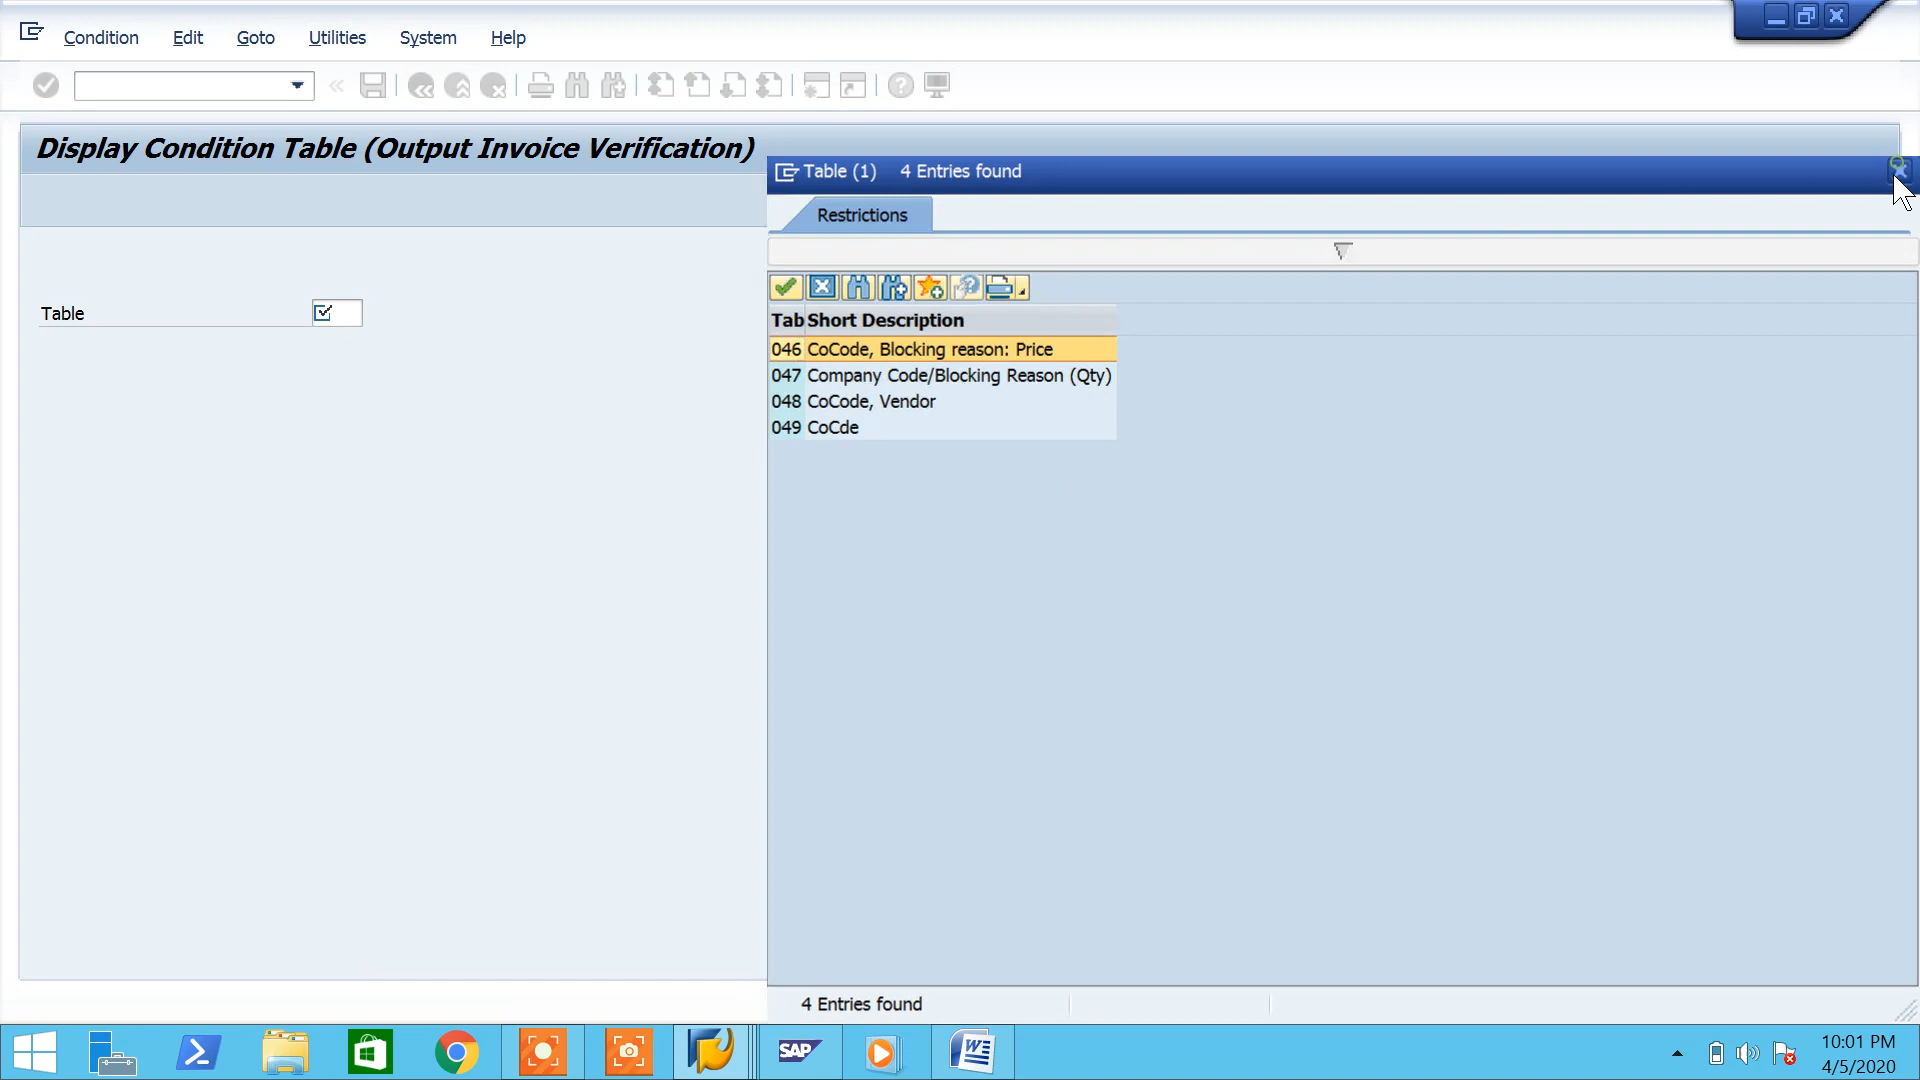 Condition Edit Goto Utilities System Help
Display Condition Table (Output Invoice Verification)
Table (1) 4 Entries found
Restrictions
Table
Tab Short Description
046 CoCode, Blocking reason: Price
047 Company Code/Blocking Reason (Qty)
048 CoCode, Vendor
049 CoCde
4 Entries found
SAP
10:01 PM
4/5/2020